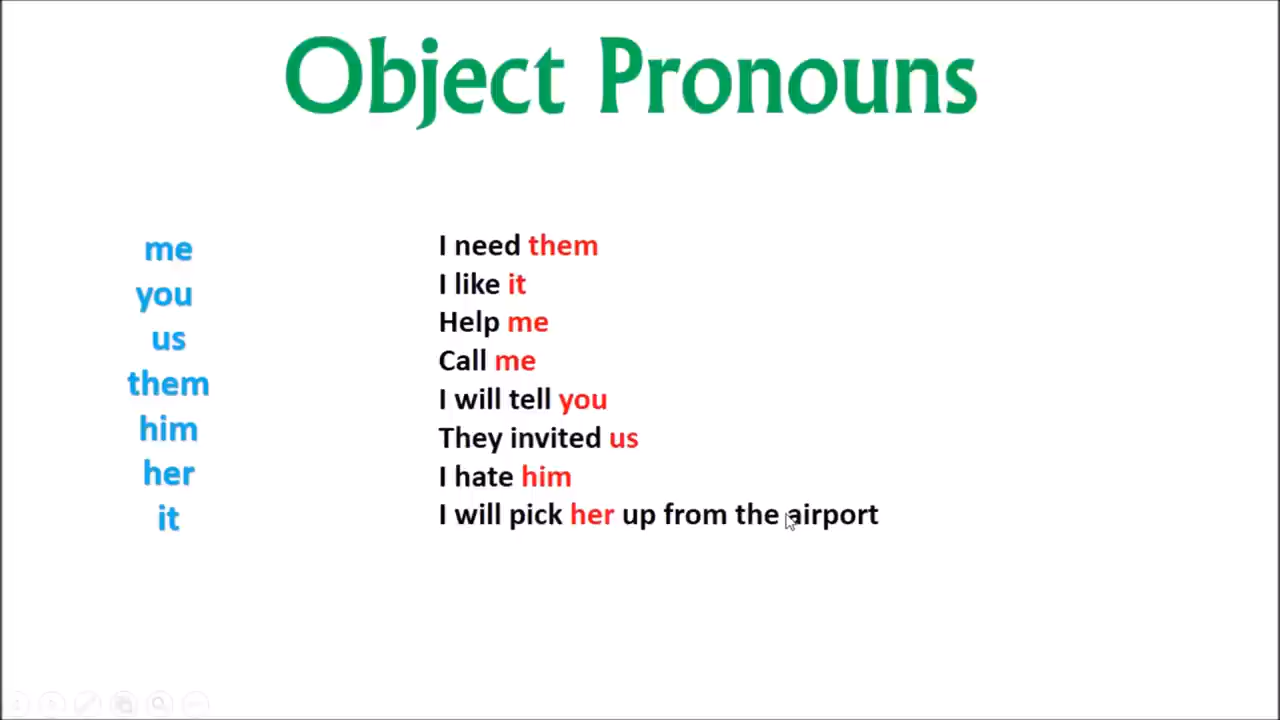 Object Pronouns
me
you
us
them
him
her
it
I need them
I like it
Help me
Call me
I will tell you
They invited us
I hate him
I will pick her up from the airport